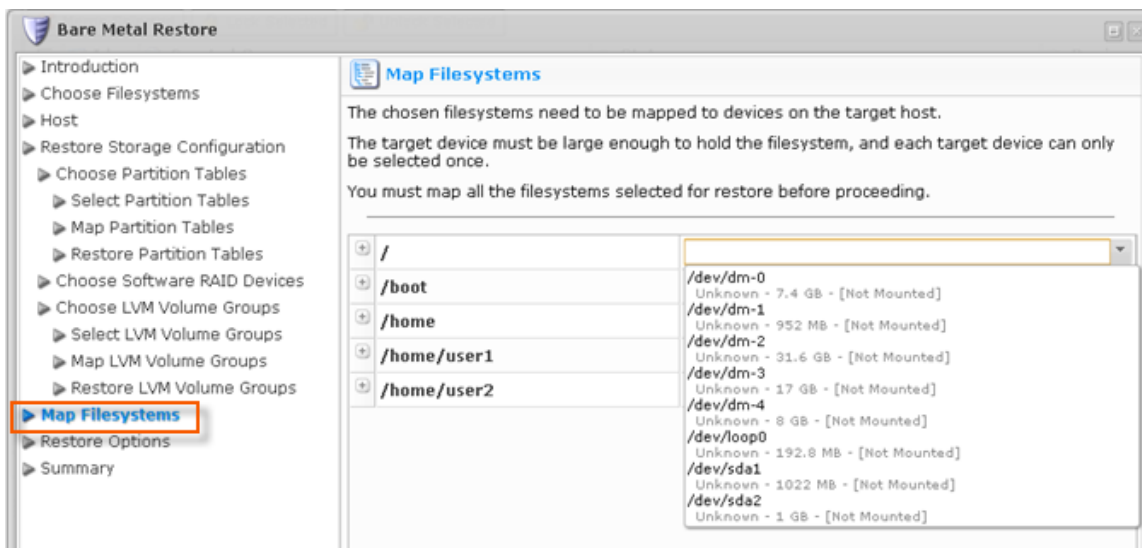 Bare Metal Restore
Introduction
Choose Filesystems
Host
Restore Storage Configuration
Choose Partition Tables
Select Partition Tables
Map Partition Tables
Restore Partition Tables
Choose Software RAID Devices
Choose LVM Volume Groups
Select LVM Volume Groups
Map LVM Volume Groups
Restore LVM Volume Groups
Map Filesystems
Restore Options
Summary
Map Filesystems
The chosen filesystems need to be mapped to devices on the target host.
The target device must be large enough to hold the filesystem, and each target device can only
be selected once.
You must map all the filesystems selected for restore before proceeding.
/
/boot
/home
/home/user1
/home/user2
/dev/dm-0
Unknown - 7.4 GB - [Not Mounted]
/dev/dm-1
Unknown - 952 MB - [Not Mounted]
/dev/dm-2
Unknown - 31.6 GB - [Not Mounted]
/dev/dm-3
Unknown - 17 GB - [Not Mounted]
/dev/dm-4
Unknown - 8 GB - [Not Mounted]
/dev/loop0
Unknown - 192.8 MB - [Not Mounted]
/dev/sda1
Unknown - 1022 MB - [Not Mounted]
/dev/sda2
Unknown - 1 GB - [Not Mounted]